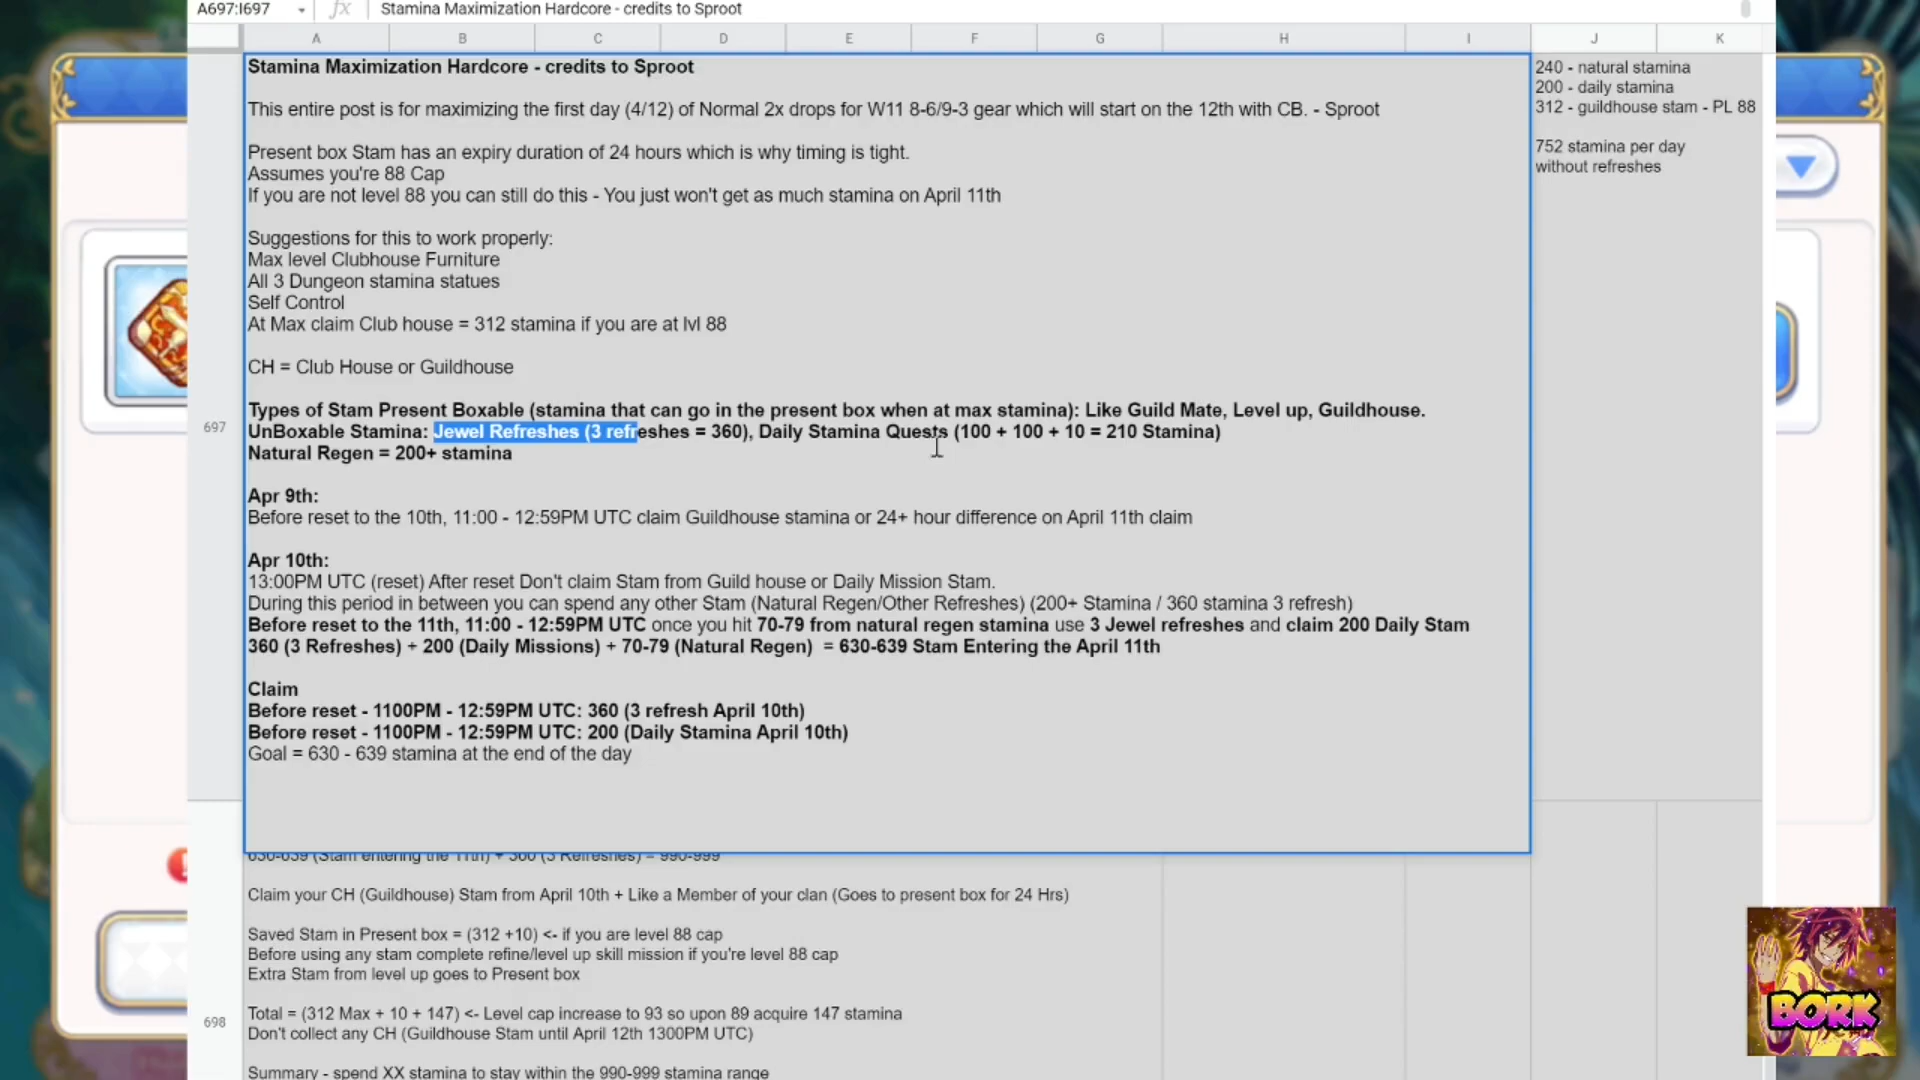 A697:I697
fx
Stamina Maximization Hardcore - credits to Sproot
A B C D E F G H I J K
Stamina Maximization Hardcore - credits to Sproot
This entire post is for maximizing the first day (4/12) of Normal 2x drops for W11 8-6/9-3 gear which will start on the 12th with CB. - Sproot
Present box Stam has an expiry duration of 24 hours which is why timing is tight.
Assumes you're 88 Cap
If you are not level 88 you can still do this - You just won't get as much stamina on April 11th
Suggestions for this to work properly:
Max level Clubhouse Furniture
All 3 Dungeon stamina statues
Self Control
At Max claim Club house = 312 stamina if you are at lvl 88
CH = Club House or Guildhouse
697
Types of Stam Present Boxable (stamina that can go in the present box when at max stamina): Like Guild Mate, Level up, Guildhouse.
UnBoxable Stamina: Jewel Refreshes (3 refreshes = 360), Daily Stamina Quests (100 + 100 + 10 = 210 Stamina)
Natural Regen = 200+ stamina
Apr 9th:
Before reset to the 10th, 11:00 - 12:59PM UTC claim Guildhouse stamina or 24+ hour difference on April 11th claim
Apr 10th:
13:00PM UTC (reset) After reset Don't claim Stam from Guild house or Daily Mission Stam.
During this period in between you can spend any other Stam (Natural Regen/Other Refreshes) (200+ Stamina / 360 stamina 3 refresh)
Before reset to the 11th, 11:00 - 12:59PM UTC once you hit 70-79 from natural regen stamina use 3 Jewel refreshes and claim 200 Daily Stam
360 (3 Refreshes) + 200 (Daily Missions) + 70-79 (Natural Regen) = 630-639 Stam Entering the April 11th
Claim
Before reset - 1100PM - 12:59PM UTC: 360 (3 refresh April 10th)
Before reset - 1100PM - 12:59PM UTC: 200 (Daily Stamina April 10th)
Goal = 630 - 639 stamina at the end of the day
240 - natural stamina
200 - daily stamina
312 - guildhouse stam - PL 88
752 stamina per day
without refreshes
630-639 (Stam entering the 11th) + 360 (3 Refreshes) = 990-999
Claim your CH (Guildhouse) Stam from April 10th + Like a Member of your clan (Goes to present box for 24 Hrs)
Saved Stam in Present box = (312 +10) <- if you are level 88 cap
Before using any stam complete refine/level up skill mission if you're level 88 cap
Extra Stam from level up goes to Present box
698
Total = (312 Max + 10 + 147) <- Level cap increase to 93 so upon 89 acquire 147 stamina
Don't collect any CH (Guildhouse Stam until April 12th 1300PM UTC)
Summary - spend XX stamina to stay within the 990-999 stamina range
BORK